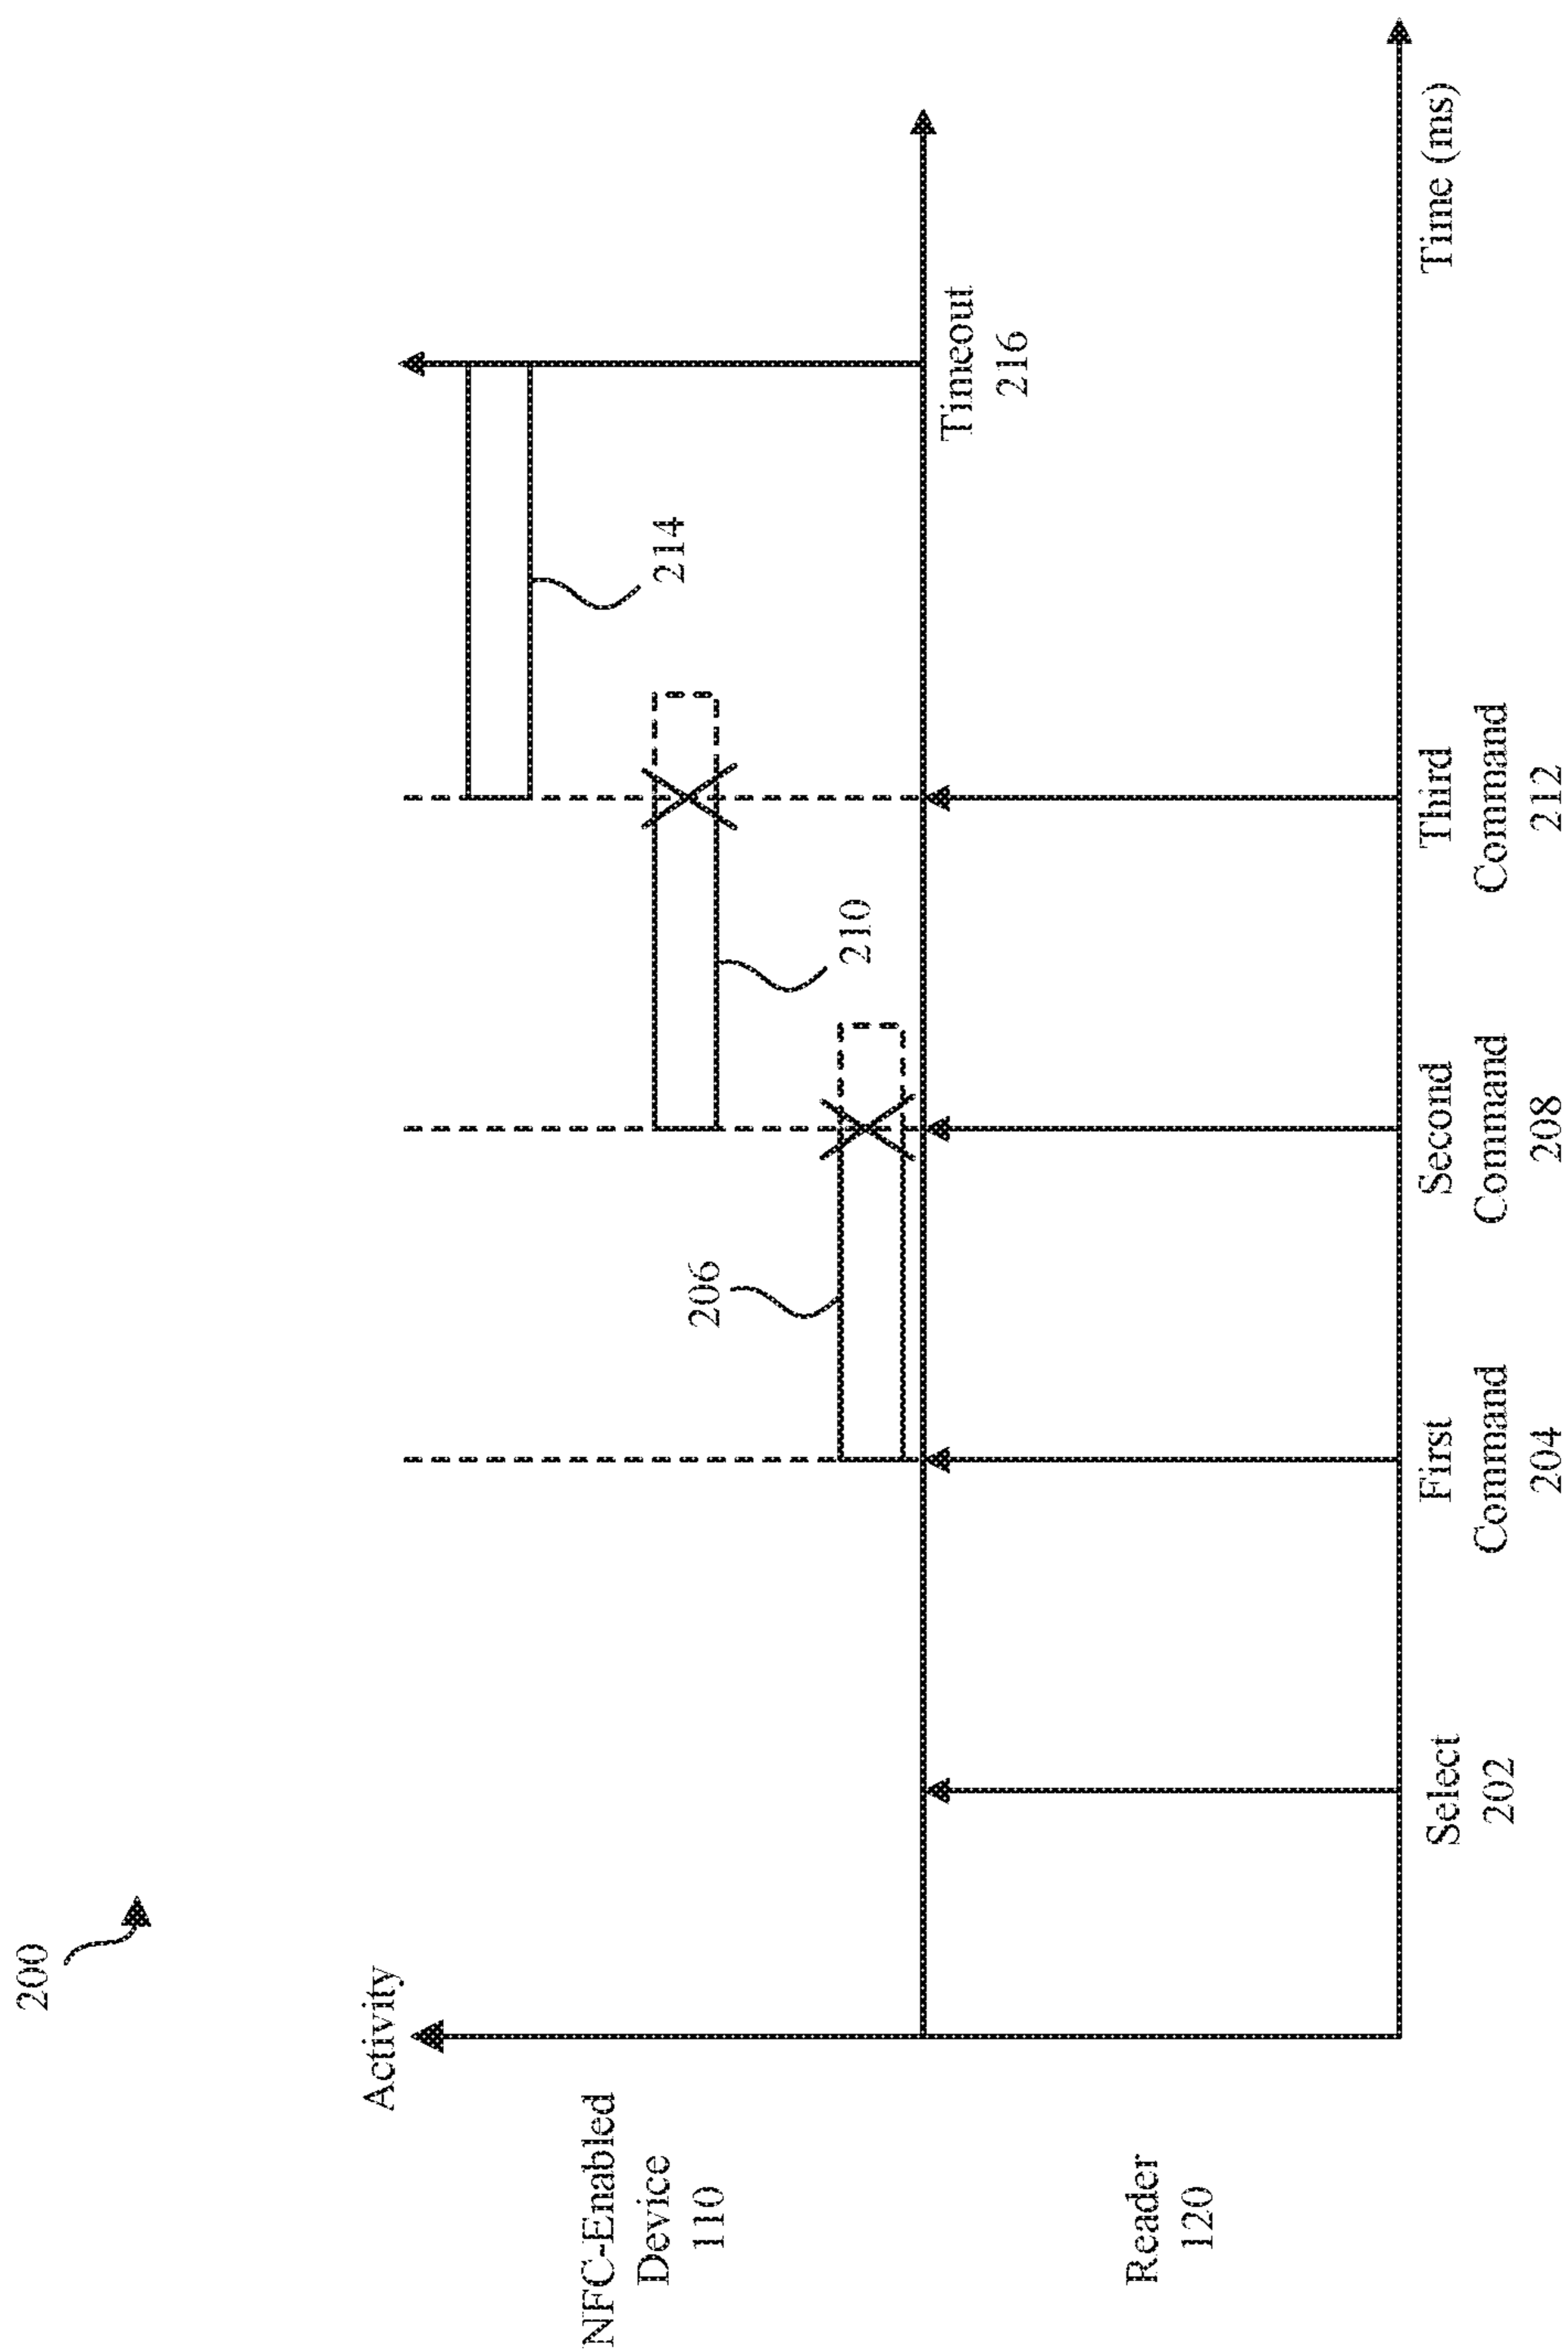 200
Activity
NFC-Enabled
Device
110
Reader
120
206
210
214
Timeout
216
Select
202
First
Command
204
Second
Command
208
Third
Command
212
Time (ms)